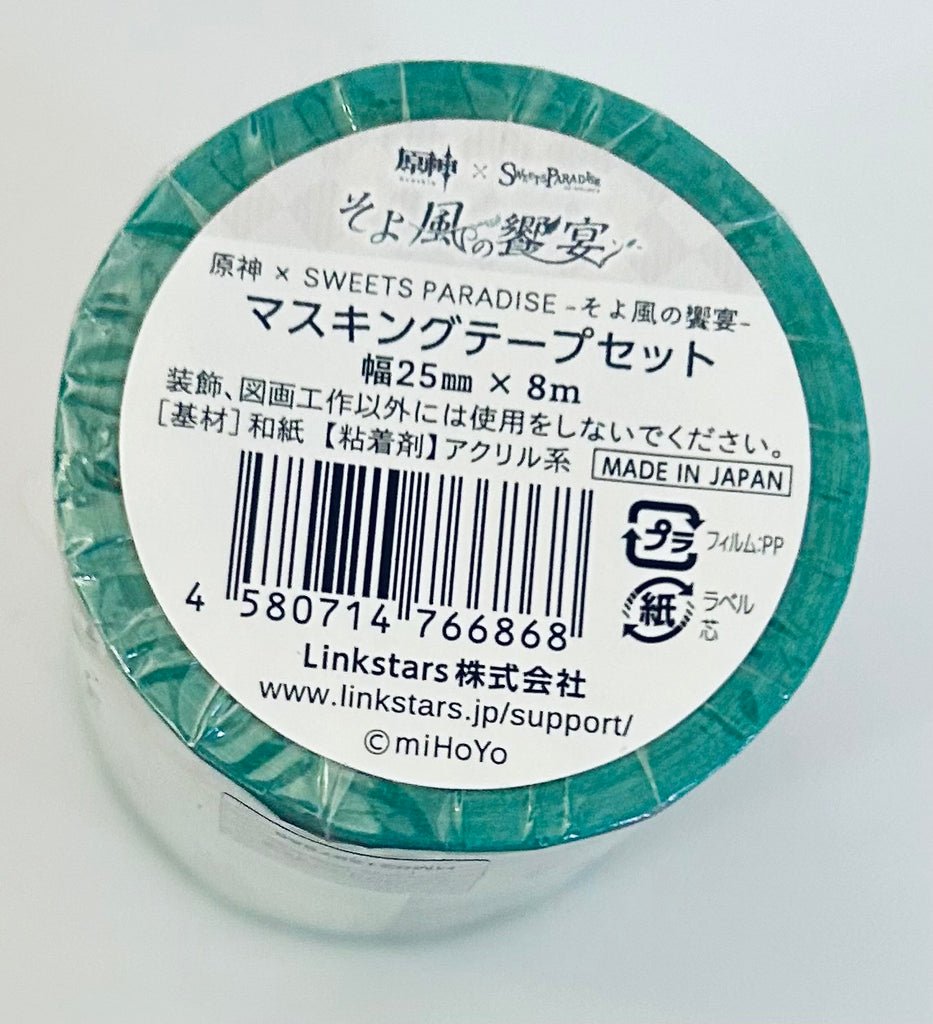 原神 × SWEETS PARADISE
そよ風の饗宴
原神 × SWEETS PARADISE -そよ風の饗宴-
マスキングテープセット
幅25㎜ × 8m
装飾、図画工作以外には使用をしないでください。
［基材］和紙 【粘着剤】アクリル系
MADE IN JAPAN
プラ フィルム:PP
紙 ラベル
芯
4 580714 766868
Linkstars株式会社
www.linkstars.jp/support/
©miHoYo